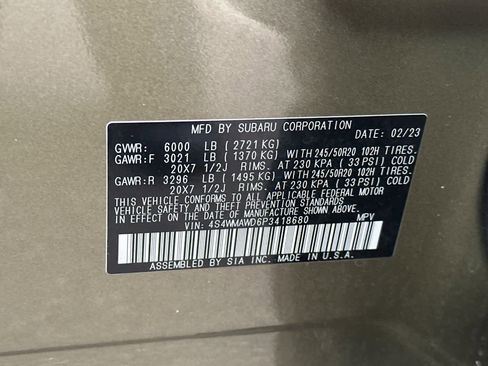 MFD BY SUBARU CORPORATION DATE: 02/23
GVWR: 6000 LB (2721 KG)
GAWR:F 3021 LB (1370 KG) WITH 245/50R20 102H TIRES.
20X7 1/2J RIMS. AT 230 KPA (33 PSI) COLD
GAWR:R 3296 LB (1495 KG) WITH 245/50R20 102H TIRES.
20X7 1/2J RIMS. AT 230 KPA (33 PSI) COLD
THIS VEHICLE CONFORMS TO ALL APPLICABLE FEDERAL MOTOR
VEHICLE SAFETY, BUMPER, AND THEFT PREVENTION STANDARDS
IN EFFECT ON THE DATE OF MANUFACTURE SHOWN ABOVE.
VIN: 4S4WMAWD6P3418680 MPV
ASSEMBLED BY SIA INC. MADE IN U.S.A.